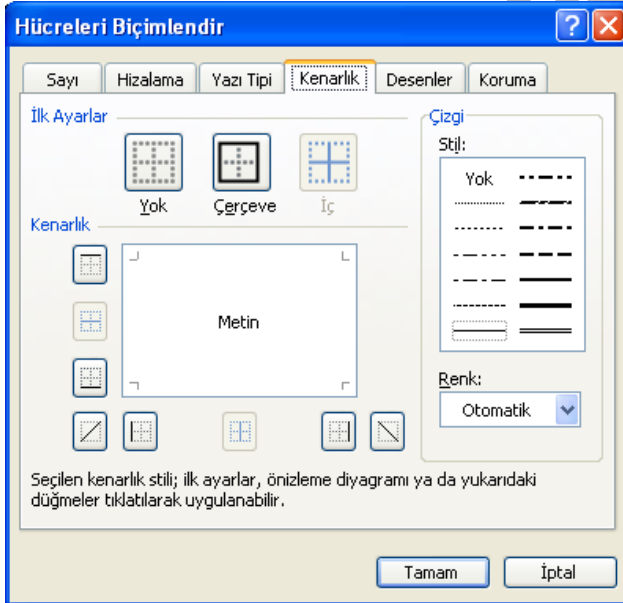 Hücreleri Biçimlendir
Sayı Hizalama Yazı Tipi Kenarlık Desenler Koruma
İlk Ayarlar
Yok Çerçeve İç
Kenarlık
Metin
Çizgi
Stil:
Yok
Renk:
Otomatik
Seçilen kenarlık stili; ilk ayarlar, önizleme diyagramı ya da yukarıdaki
düğmeler tıklatılarak uygulanabilir.
Tamam İptal